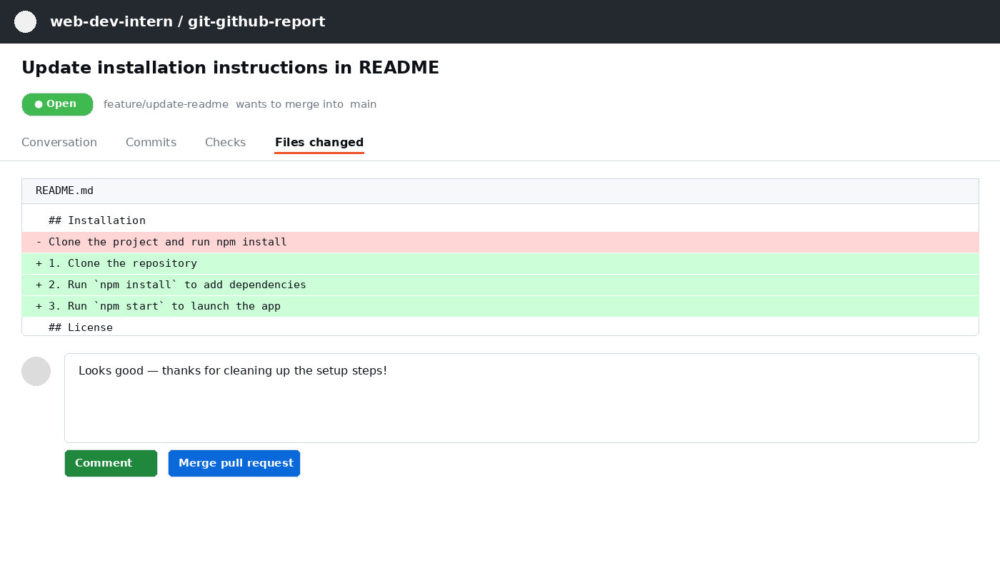 web-dev-intern / git-github-report
Update installation instructions in README
Open feature/update-readme wants to merge into main
Conversation Commits Checks Files changed
README.md
## Installation
- Clone the project and run npm install
+ 1. Clone the repository
+ 2. Run `npm install` to add dependencies
+ 3. Run `npm start` to launch the app
## License
Looks good — thanks for cleaning up the setup steps!
Comment Merge pull request